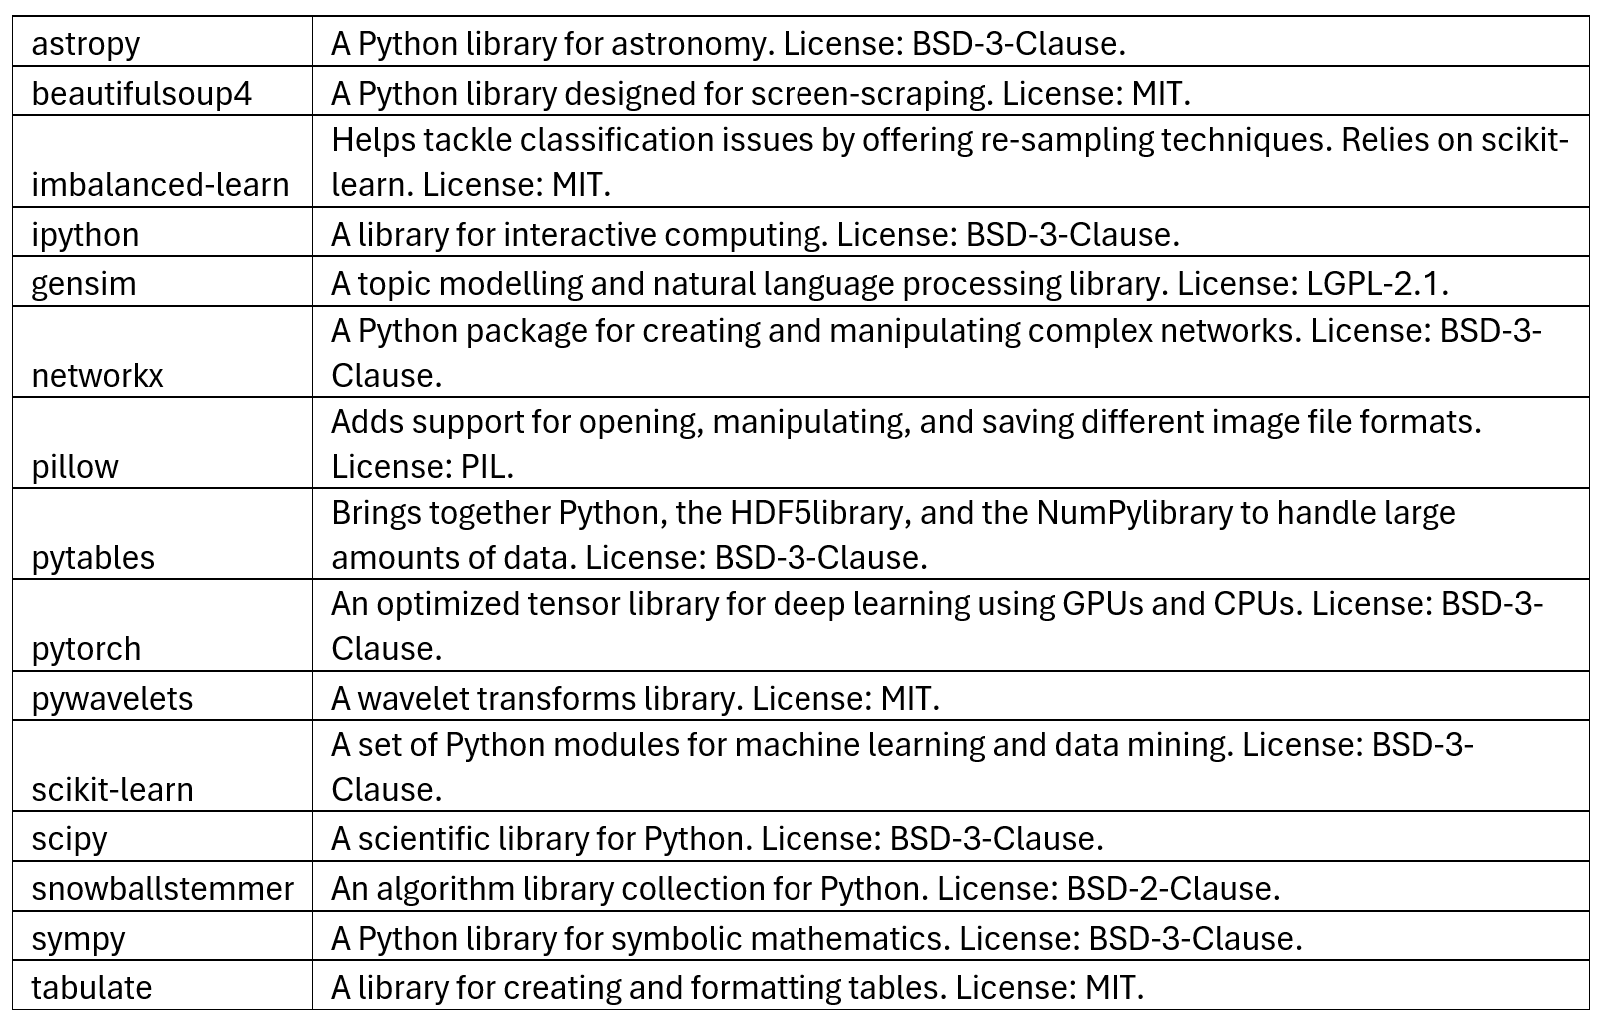 astropy A Python library for astronomy. License: BSD-3-Clause.
beautifulsoup4 A Python library designed for screen-scraping. License: MIT.
Helps tackle classification issues by offering re-sampling techniques. Relies on scikit-
imbalanced-learn learn. License: MIT.
ipython A library for interactive computing. License: BSD-3-Clause.
gensim A topic modelling and natural language processing library. License: LGPL-2.1.
A Python package for creating and manipulating complex networks. License: BSD-3-
networkx Clause.
Adds support for opening, manipulating, and saving different image file formats.
pillow License: PIL.
Brings together Python, the HDF5library, and the NumPylibrary to handle large
pytables amounts of data. License: BSD-3-Clause.
An optimized tensor library for deep learning using GPUs and CPUs. License: BSD-3-
pytorch Clause.
pywavelets A wavelet transforms library. License: MIT.
A set of Python modules for machine learning and data mining. License: BSD-3-
scikit-learn Clause.
scipy A scientific library for Python. License: BSD-3-Clause.
snowballstemmer An algorithm library collection for Python. License: BSD-2-Clause.
sympy A Python library for symbolic mathematics. License: BSD-3-Clause.
tabulate A library for creating and formatting tables. License: MIT.